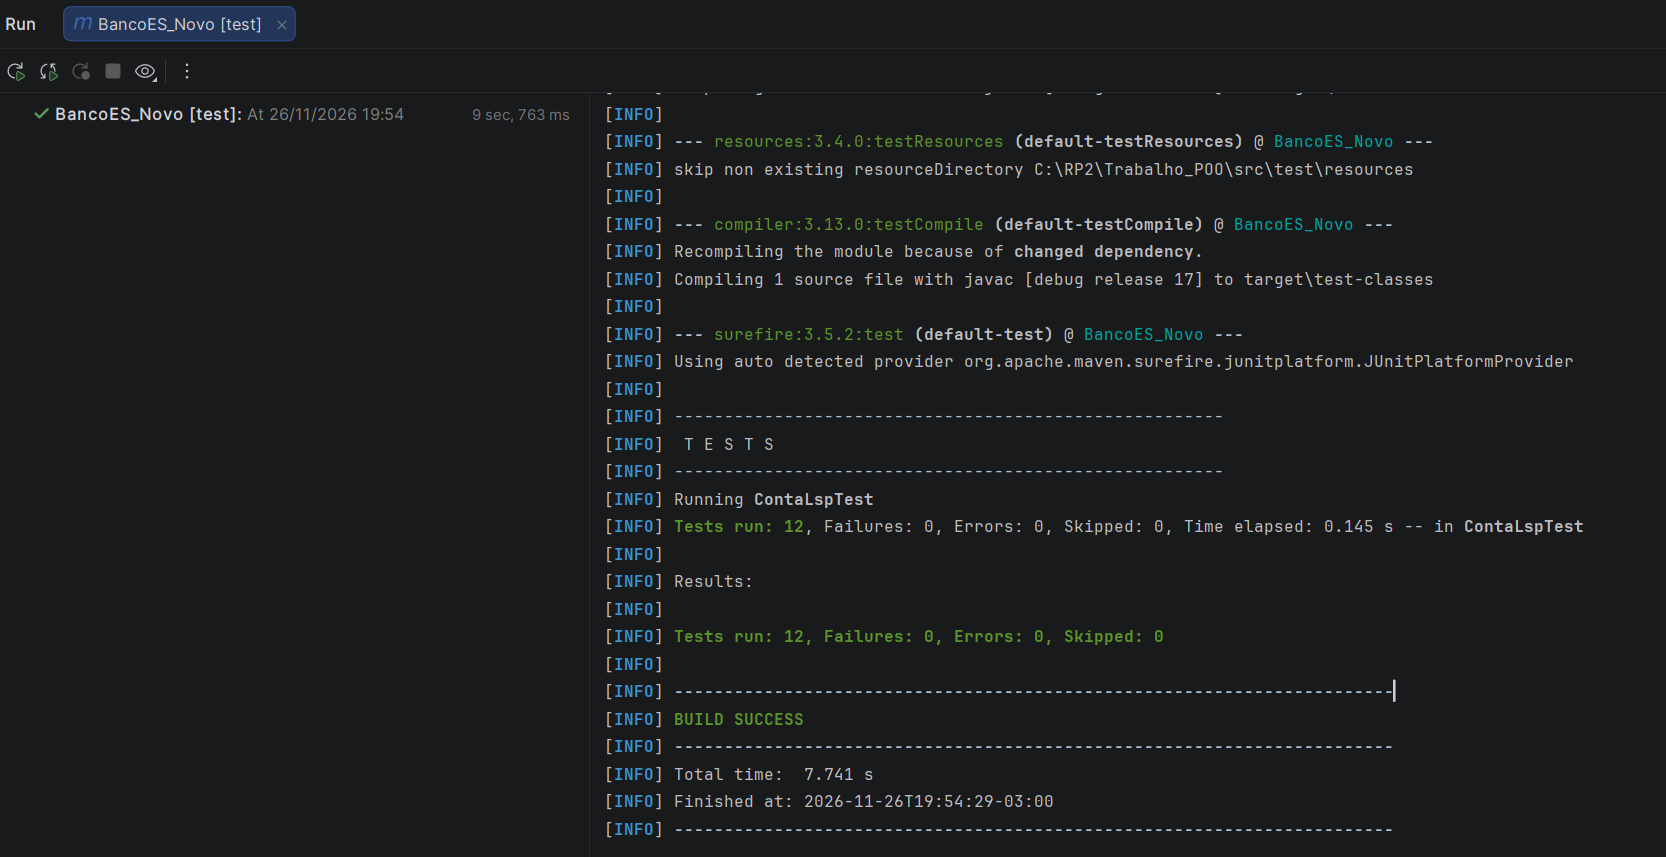 Run
m BancoES_Novo [test] ×
BancoES_Novo [test]: At 26/11/2026 19:54 9 sec, 763 ms
[INFO]
[INFO] --- resources:3.4.0:testResources (default-testResources) @ BancoES_Novo ---
[INFO] skip non existing resourceDirectory C:\RP2\Trabalho_POO\src\test\resources
[INFO]
[INFO] --- compiler:3.13.0:testCompile (default-testCompile) @ BancoES_Novo ---
[INFO] Recompiling the module because of changed dependency.
[INFO] Compiling 1 source file with javac [debug release 17] to target\test-classes
[INFO]
[INFO] --- surefire:3.5.2:test (default-test) @ BancoES_Novo ---
[INFO] Using auto detected provider org.apache.maven.surefire.junitplatform.JUnitPlatformProvider
[INFO]
[INFO] -------------------------------------------------------
[INFO]  T E S T S
[INFO] -------------------------------------------------------
[INFO] Running ContaLspTest
[INFO] Tests run: 12, Failures: 0, Errors: 0, Skipped: 0, Time elapsed: 0.145 s -- in ContaLspTest
[INFO]
[INFO] Results:
[INFO]
[INFO] Tests run: 12, Failures: 0, Errors: 0, Skipped: 0
[INFO]
[INFO] ------------------------------------------------------------------------
[INFO] BUILD SUCCESS
[INFO] ------------------------------------------------------------------------
[INFO] Total time:  7.741 s
[INFO] Finished at: 2026-11-26T19:54:29-03:00
[INFO] ------------------------------------------------------------------------